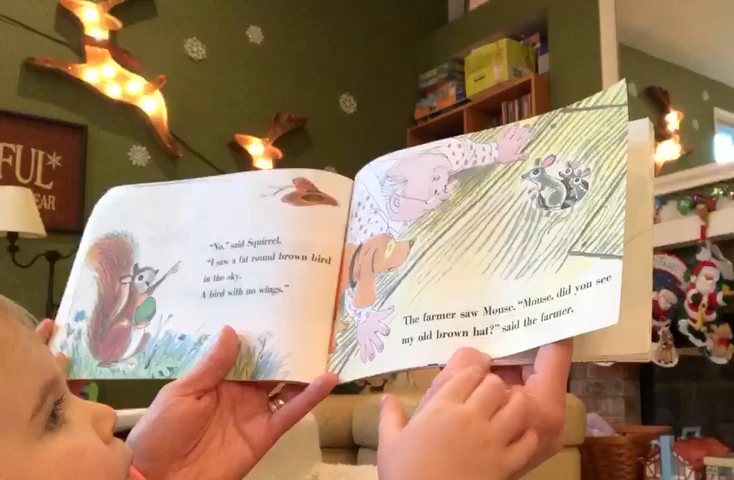 FUL
EAR
"No," said Squirrel.
"I saw a fat round brown bird
in the sky.
A bird with no wings."
The farmer saw Mouse. "Mouse, did you see
my old brown hat?" said the farmer.